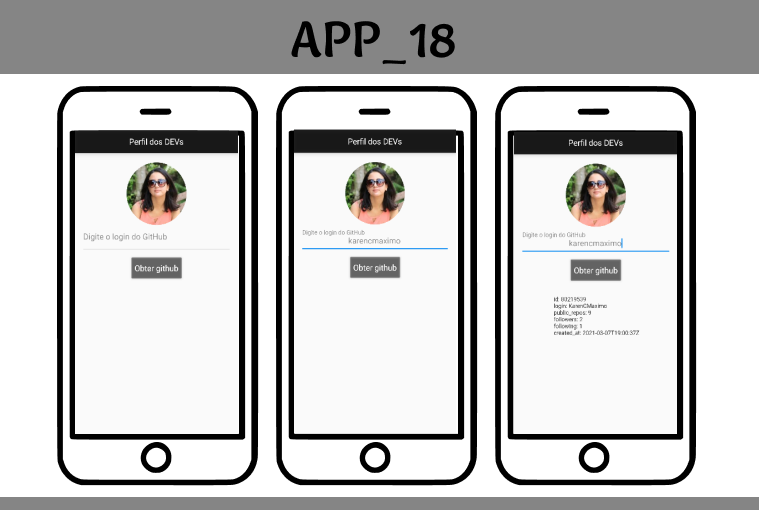 APP_18
Perfil dos DEVs
Digite o login do GitHub
Obter github
Perfil dos DEVs
Digite o login do GitHub
karencmaximo
Obter github
Perfil dos DEVs
Digite o login do GitHub
karencmaximo
Obter github
id: 80219539
login: KarenCMaximo
public_repos: 9
followers: 2
following: 1
created_at: 2021-03-07T19:00:37Z